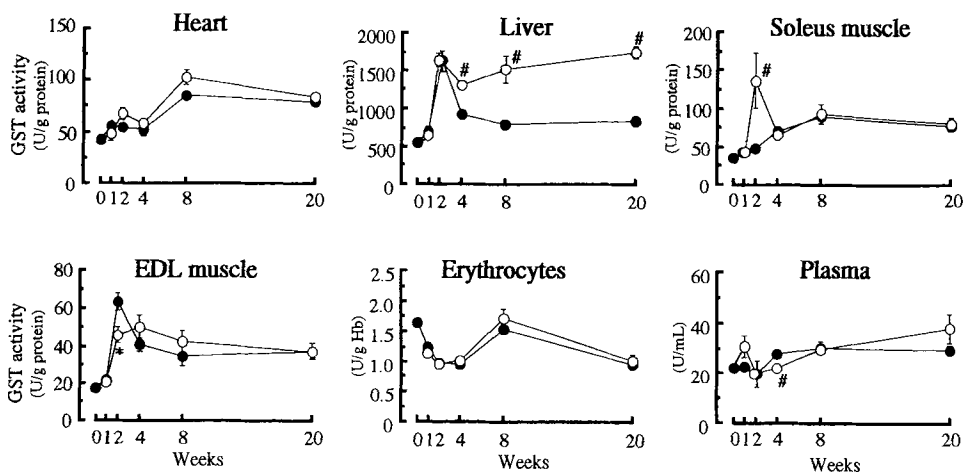 Heart
GST activity
(U/g protein)
150
100
50
0
0 1 2 4 8 20
Liver
(U/g protein)
2000
1500
1000
500
0
# # #
0 1 2 4 8 20
Soleus muscle
(U/g protein)
200
150
100
50
0
#
0 1 2 4 8 20
EDL muscle
GST activity
(U/g protein)
80
60
40
20
0
*
0 1 2 4 8 20
Weeks
Erythrocytes
(U/g Hb)
2.5
2.0
1.5
1.0
0.5
0
0 1 2 4 8 20
Weeks
Plasma
(U/mL)
60
40
20
0
#
0 1 2 4 8 20
Weeks